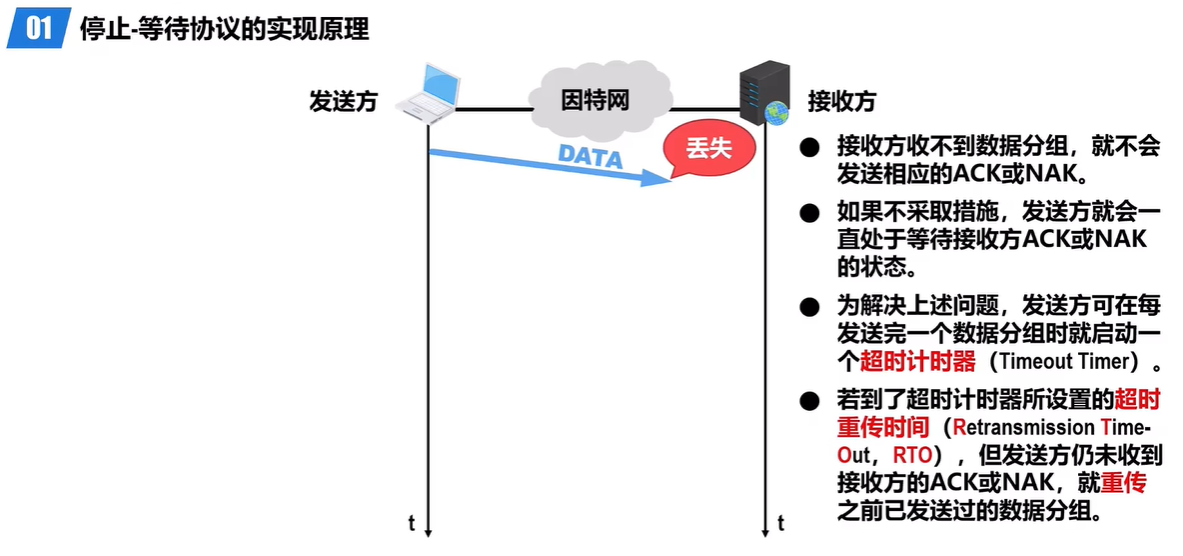 01 停止-等待协议的实现原理
发送方
因特网
接收方
DATA
丢失
● 接收方收不到数据分组，就不会
发送相应的ACK或NAK。
● 如果不采取措施，发送方就会一
直处于等待接收方ACK或NAK
的状态。
● 为解决上述问题，发送方可在每
发送完一个数据分组时就启动一
个超时计时器（Timeout Timer）。
● 若到了超时计时器所设置的超时
重传时间（Retransmission Time-
Out，RTO），但发送方仍未收到
接收方的ACK或NAK，就重传
之前已发送过的数据分组。
t
t